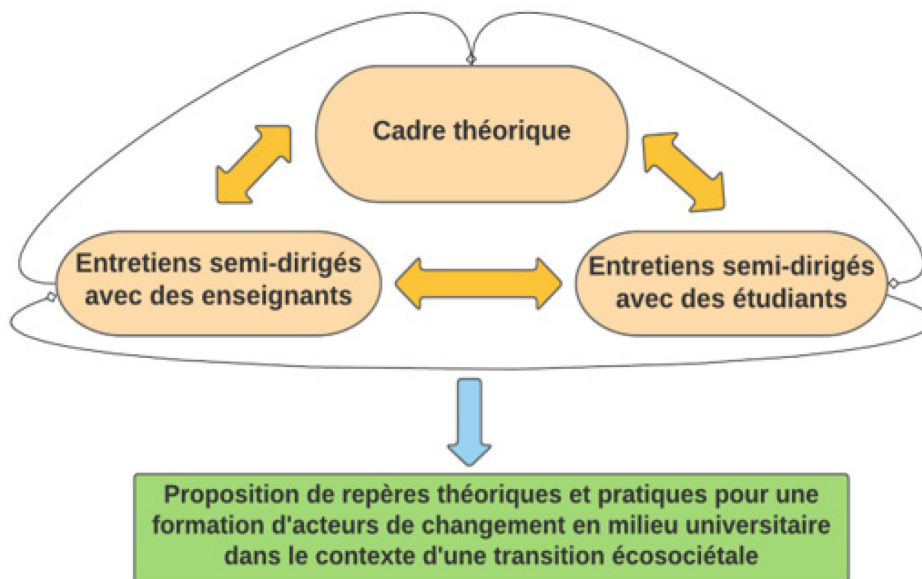 Cadre théorique
Entretiens semi-dirigés
avec des enseignants
Entretiens semi-dirigés
avec des étudiants
Proposition de repères théoriques et pratiques pour une
formation d'acteurs de changement en milieu universitaire
dans le contexte d'une transition écosociétale